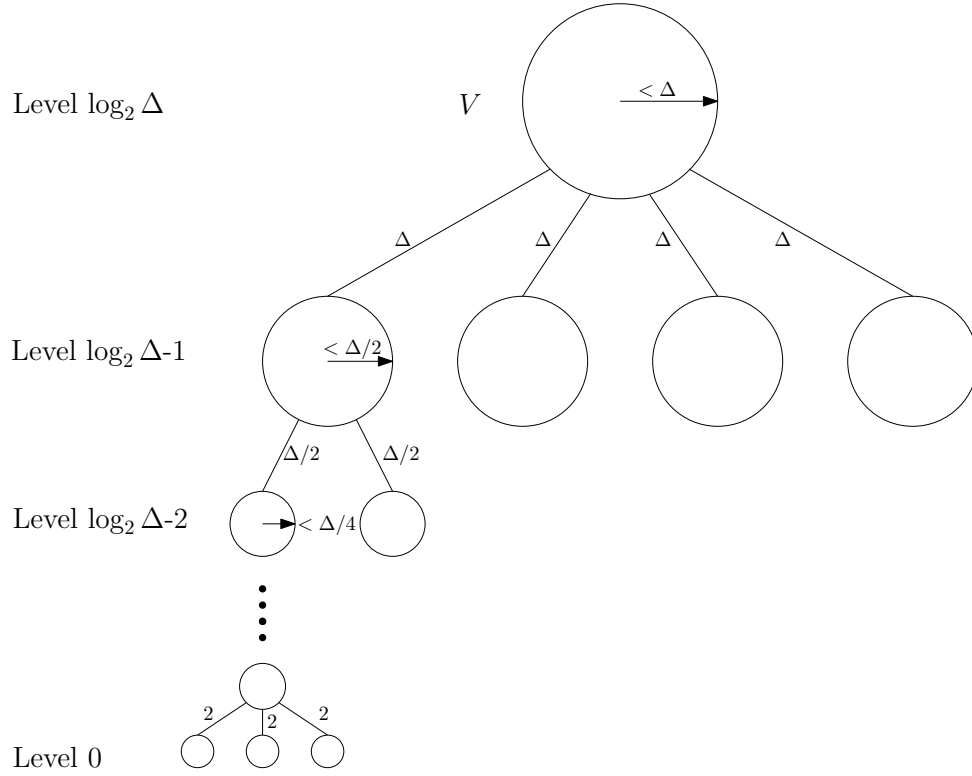 Level log₂ Δ
V
< Δ
Δ
Δ
Δ
Δ
Level log₂ Δ-1
< Δ/2
Δ/2
Δ/2
Level log₂ Δ-2
< Δ/4
2
2
2
Level 0